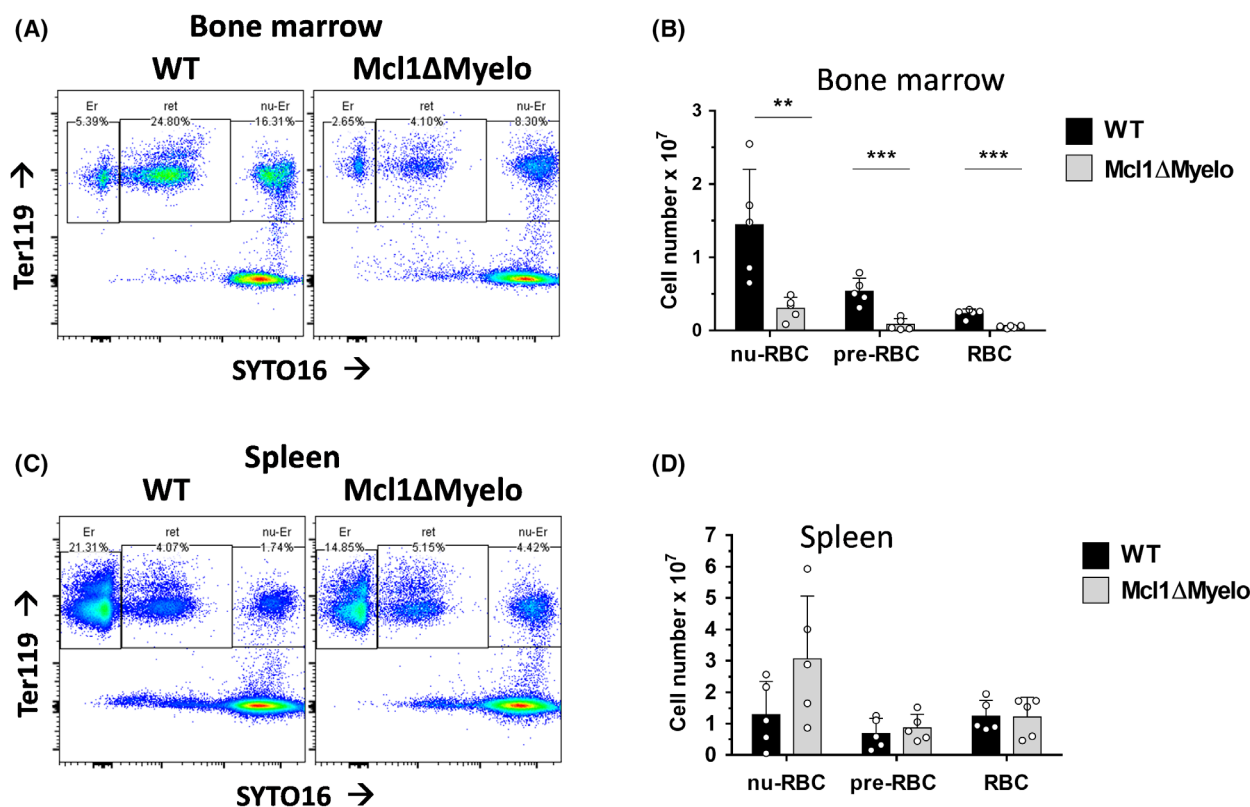 (A)
Bone marrow
WT
Mcl1ΔMyelo
Er
ret
nu-Er
5.39%
24.80%
16.31%
Er
ret
nu-Er
2.65%
4.10%
8.30%
Ter119 →
SYTO16 →
(B)
Bone marrow
Cell number x 10⁷
3
2
1
0
**
***
***
nu-RBC
pre-RBC
RBC
WT
Mcl1ΔMyelo
(C)
Spleen
WT
Mcl1ΔMyelo
Er
ret
nu-Er
21.31%
4.07%
1.74%
Er
ret
nu-Er
14.85%
5.15%
4.42%
Ter119 →
SYTO16 →
(D)
Spleen
Cell number x 10⁷
7
6
5
4
3
2
1
0
nu-RBC
pre-RBC
RBC
WT
Mcl1ΔMyelo